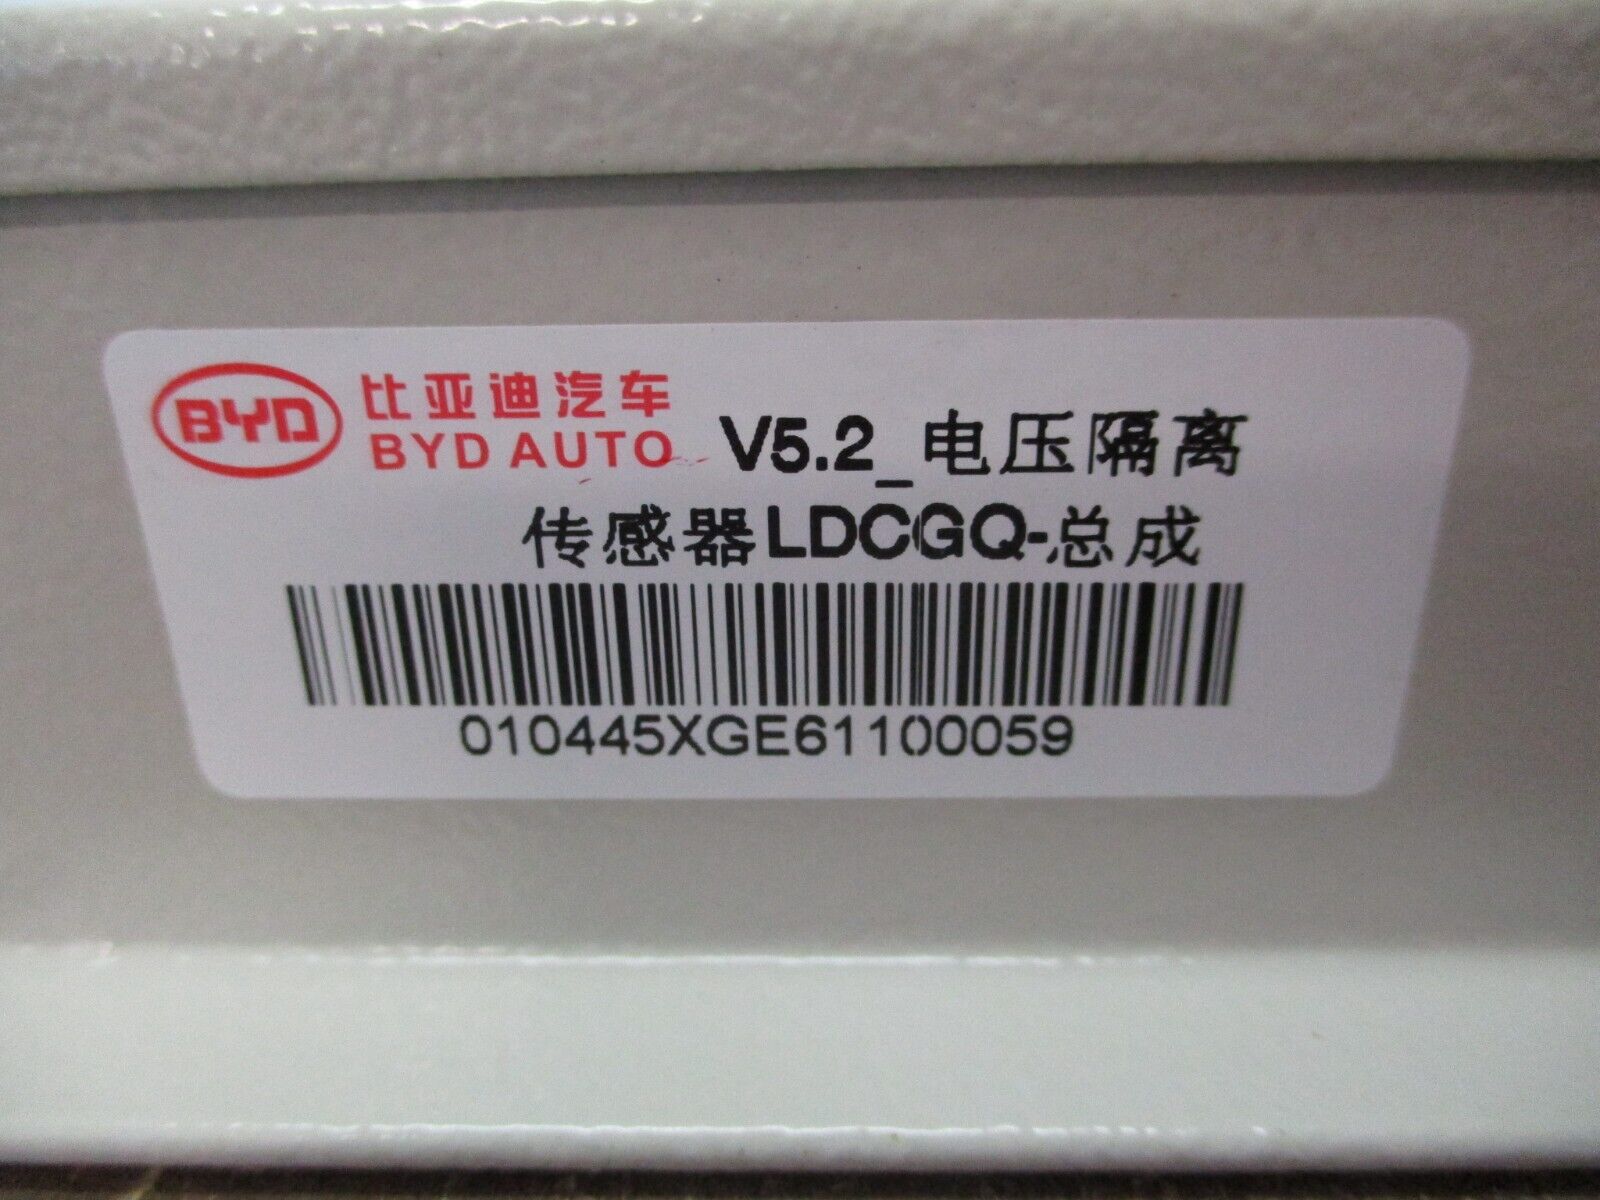 BYD
比亚迪汽车
BYD AUTO
V5.2_电压隔离
传感器LDCGQ-总成
010445XGE61100059